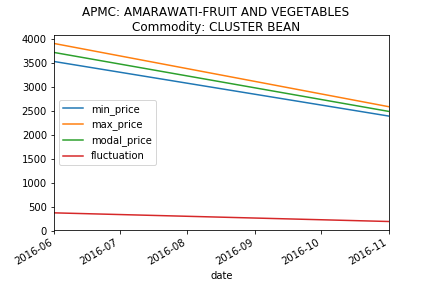 APMC: AMARAWATI-FRUIT AND VEGETABLES
Commodity: CLUSTER BEAN
4000
3500
3000
2500
2000
1500
1000
500
0
min_price
max_price
modal_price
fluctuation
2016-06
2016-07
2016-08
2016-09
2016-10
2016-11
date